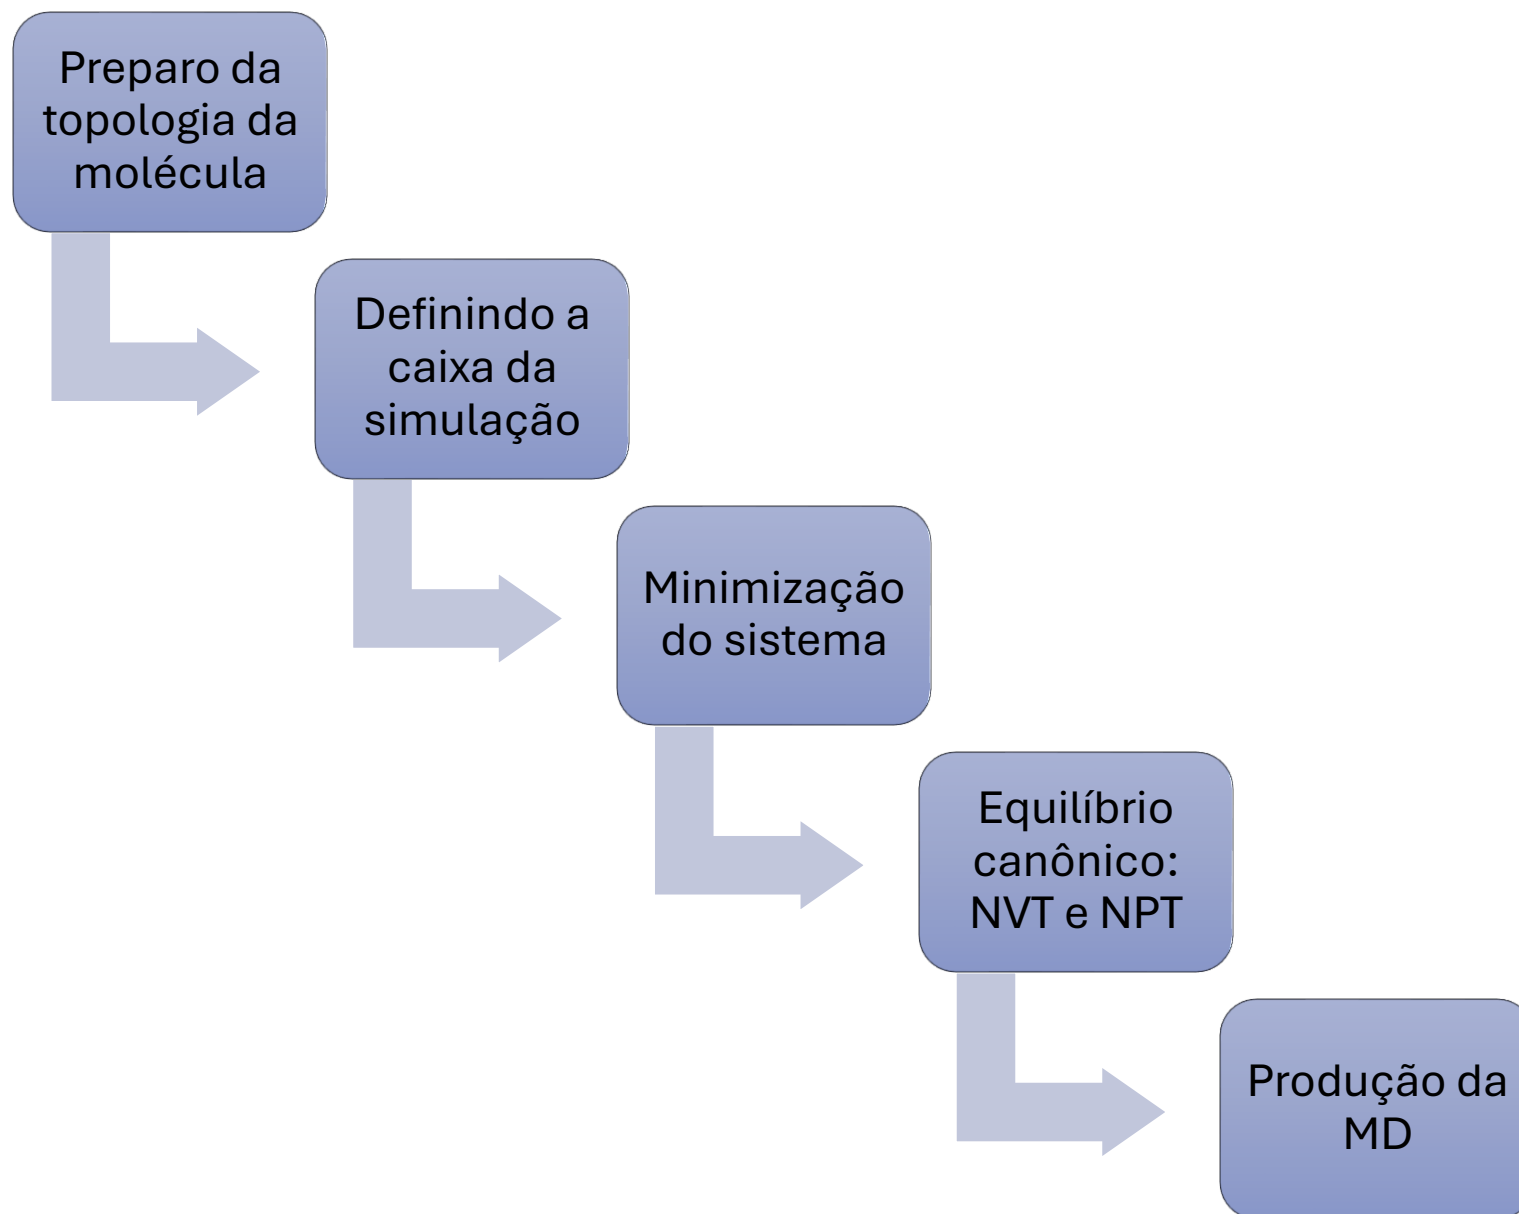 Preparo da
topologia da
molécula
Definindo a
caixa da
simulação
Minimização
do sistema
Equilíbrio
canônico:
NVT e NPT
Produção da
MD